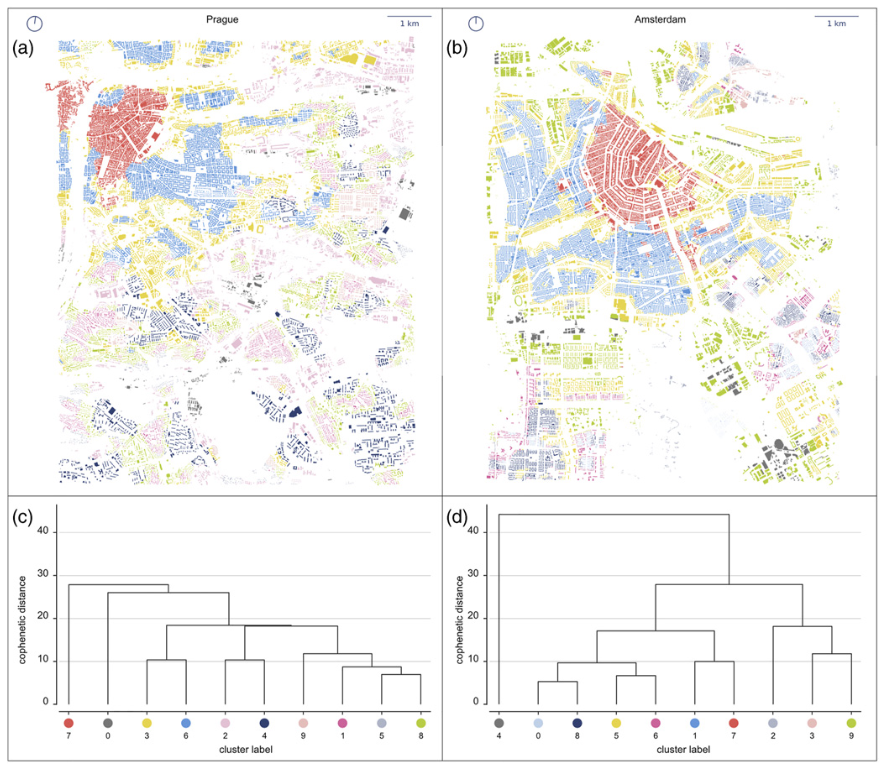 Prague
1 km
(a)
Amsterdam
1 km
(b)
(c)
cophenetic distance
40
30
20
10
0
7 0 3 6 2 4 9 1 5 8
cluster label
(d)
cophenetic distance
40
30
20
10
0
4 0 8 5 6 1 7 2 3 9
cluster label